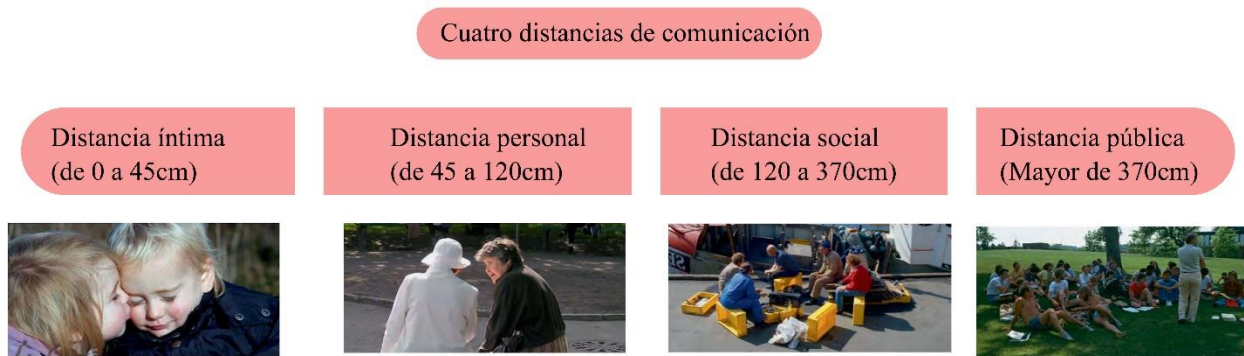 Cuatro distancias de comunicación
Distancia íntima
(de 0 a 45cm)
Distancia personal
(de 45 a 120cm)
Distancia social
(de 120 a 370cm)
Distancia pública
(Mayor de 370cm)